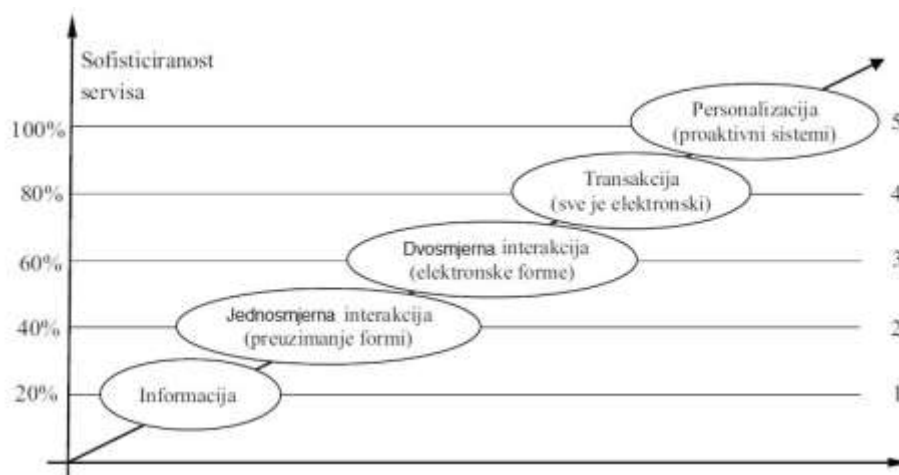 Sofisticiranost
servisa
Personalizacija
(proaktivni sistemi)
100%
5
Transakcija
(sve je elektronski)
80%
4
Dvosmjerna interakcija
(elektronske forme)
60%
3
Jednosmjerna interakcija
(preuzimanje formi)
40%
2
Informacija
20%
1